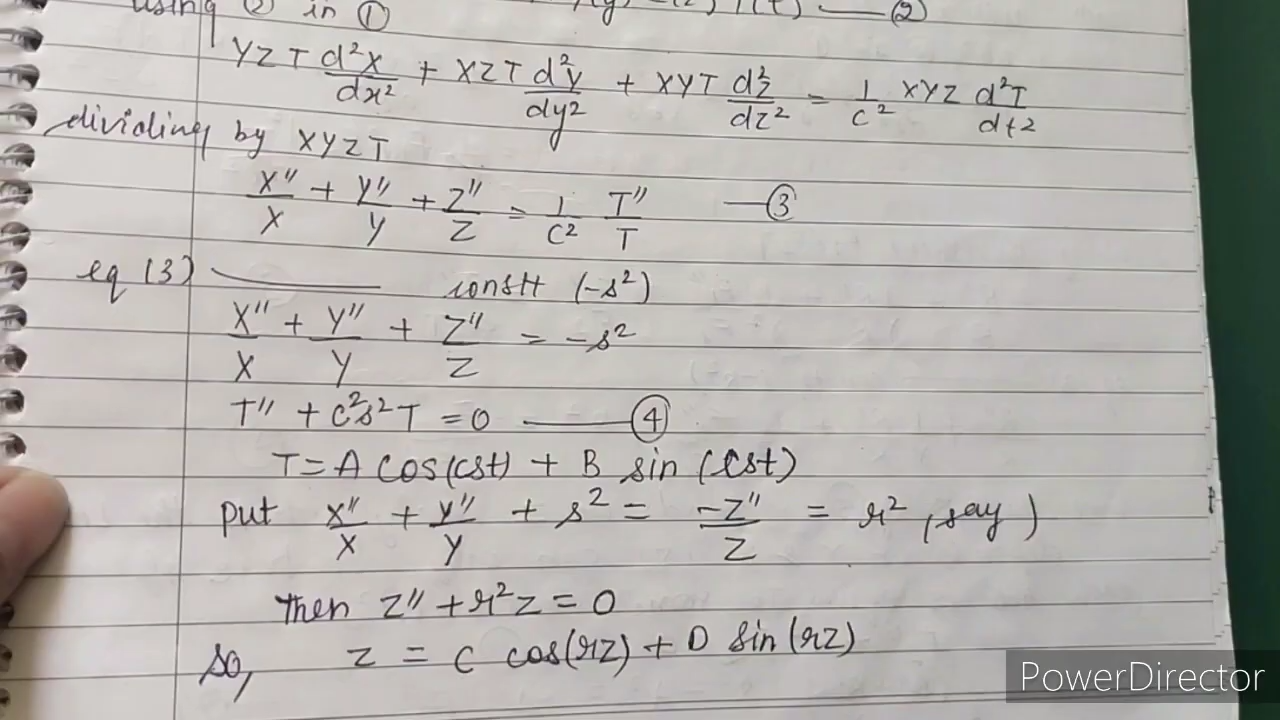 using ② in ①
— ②
YZT d²X/dx² + XZT d²y/dy² + XYT d²z/dz² = 1/c² XYZ d²T/dt²
dividing by XYZT
X"/X + Y"/Y + Z"/Z = 1/c² T"/T — ③
eq (3) constt (-s²)
X"/X + Y"/Y + Z"/Z = -s²
T" + c²s²T = 0 — ④
T = A cos(cst) + B sin(cst)
put X"/X + Y"/Y + s² = -Z"/Z = r², say)
then Z" + r²z = 0
so, z = C cos(rz) + D sin(rz)
PowerDirector